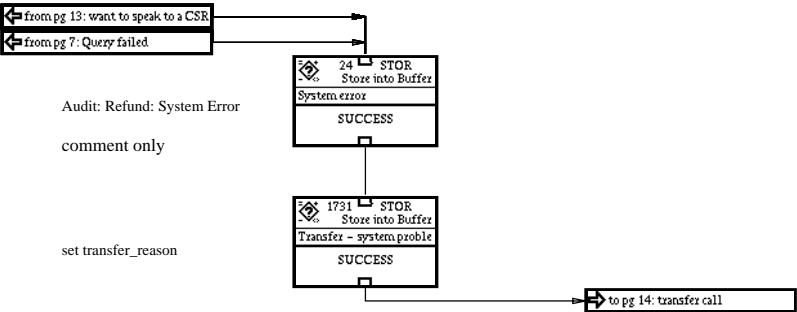 from pg 13: want to speak to a CSR
from pg 7: Query failed
24 STOR
Store into Buffer
System error
SUCCESS
Audit: Refund: System Error
comment only
1731 STOR
Store into Buffer
Transfer - system proble
SUCCESS
set transfer_reason
to pg 14: transfer call